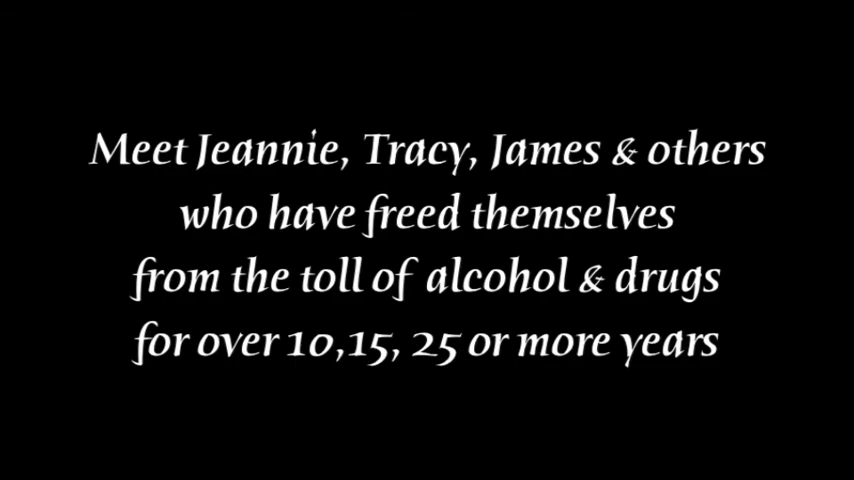 Meet Jeannie, Tracy, James & others
who have freed themselves
from the toll of alcohol & drugs
for over 10,15, 25 or more years